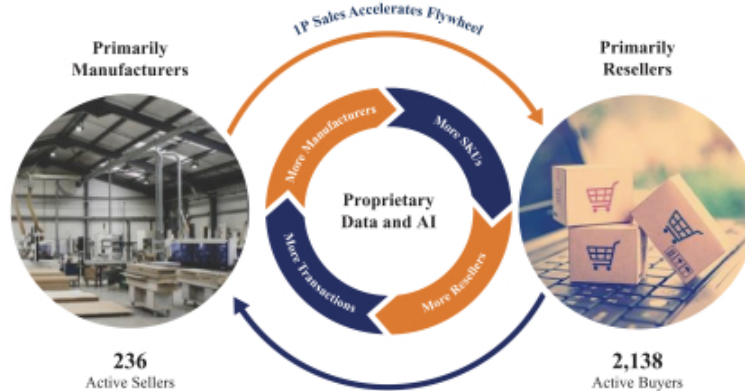 1P Sales Accelerates Flywheel
Primarily
Manufacturers
Primarily
Resellers
More Manufacturers
More SKUs
Proprietary
Data and AI
More Transactions
More Resellers
236
Active Sellers
2,138
Active Buyers